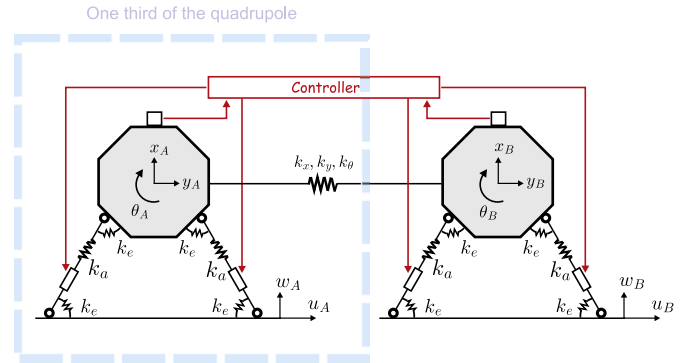 One third of the quadrupole
Controller
x_A
y_A
θ_A
k_x, k_y, k_θ
x_B
y_B
θ_B
k_e
k_e
k_e
k_e
k_a
k_a
k_a
k_a
k_e
k_e
w_A
u_A
k_e
k_e
w_B
u_B